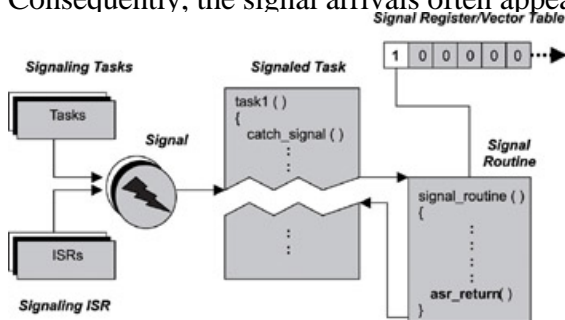 Consequently, the signal arrivals often appea
Signal Register/Vector Table
1 0 0 0 0 0
Signaling Tasks
Signaled Task
Tasks
Signal
task1 ( )
{
catch_signal( )
Signal
Routine
signal_routine ( )
{
ISRs
asr_return( )
}
Signaling ISR